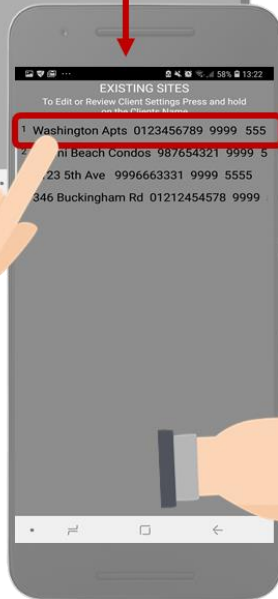 58% 13:22
EXISTING SITES
To Edit or Review Client Settings Press and hold
on the Clients Name
1 Washington Apts 0123456789 9999 555
Beach Condos 987654321 9999 5
23 5th Ave 9996663331 9999 5555
346 Buckingham Rd 01212454578 9999